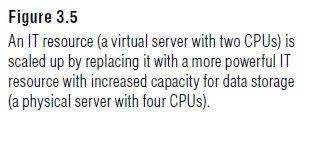 Figure 3.5
An IT resource (a virtual server with two CPUs) is
scaled up by replacing it with a more powerful IT
resource with increased capacity for data storage
(a physical server with four CPUs).